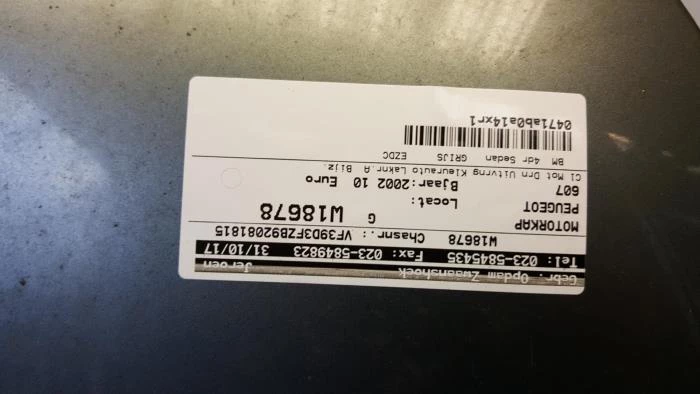 Gebr. Opdam Zwaanshoek Jeroen
Tel: 023-5845435 Fax: 023-5849823 31/10/17
W18678 Chasnr.: VF39D3FZB92081815
MOTORKAP G W18678
PEUGEOT Locat:
607 Bjaar:2002 10 Euro
Cl Mot Drn Uitvrng Kleurauto Laknr.A Bijz.
BM 4dr Sedan GRIJS EZDC
0471ab0a14xr1